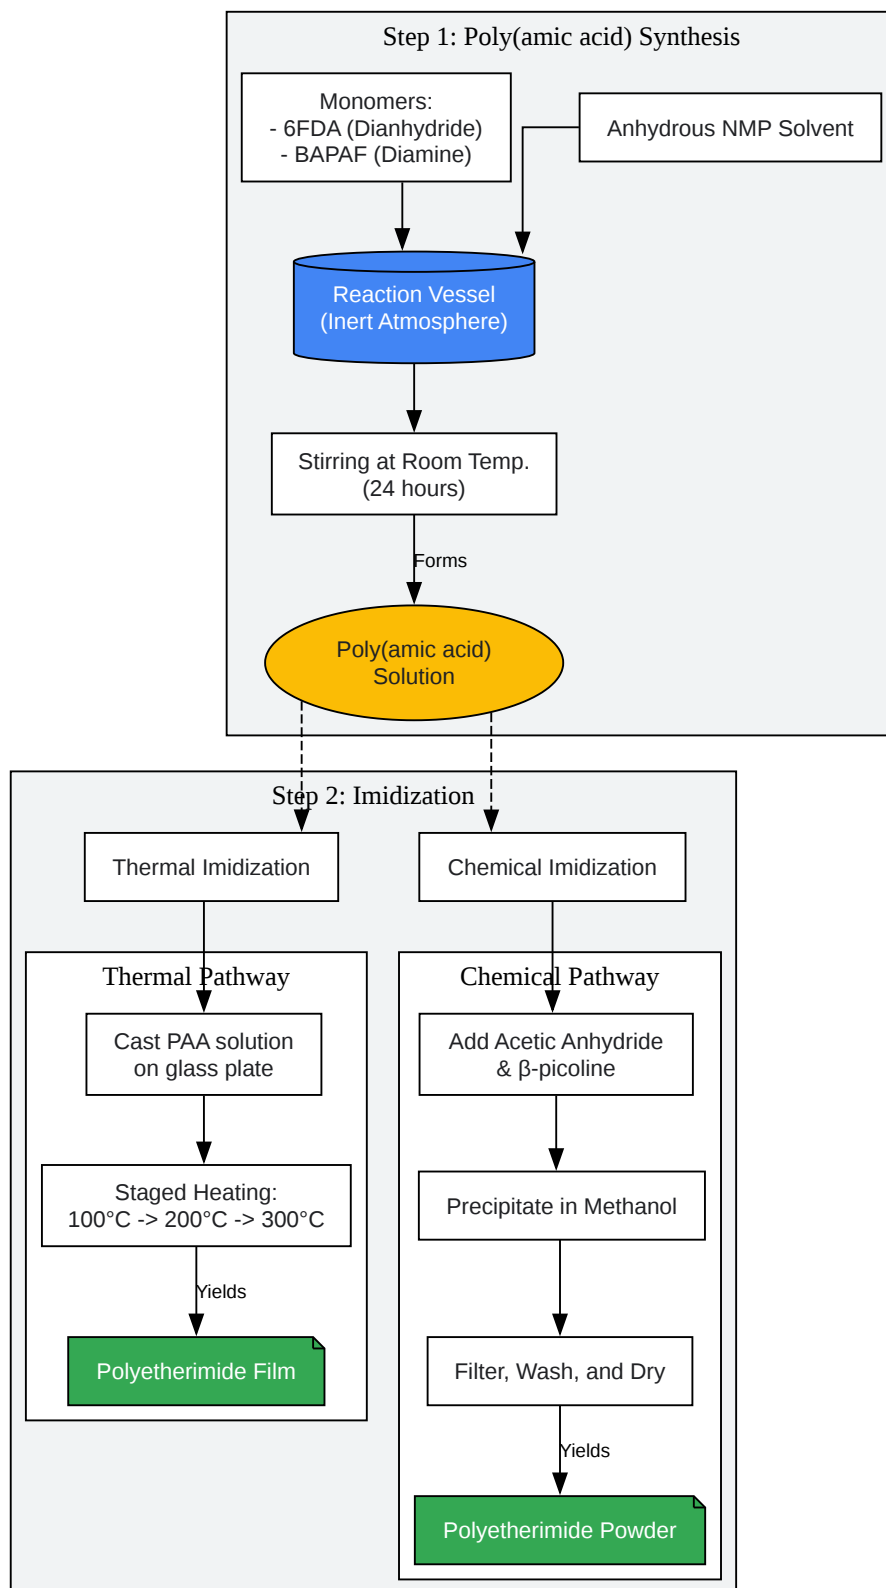 Step 1: Poly(amic acid) Synthesis
Monomers:
- 6FDA (Dianhydride)
- BAPAF (Diamine)
Anhydrous NMP Solvent
Reaction Vessel
(Inert Atmosphere)
Stirring at Room Temp.
(24 hours)
Forms
Poly(amic acid)
Solution
Step 2: Imidization
Thermal Imidization
Chemical Imidization
Thermal Pathway
Cast PAA solution
on glass plate
Staged Heating:
100°C -> 200°C -> 300°C
Yields
Polyetherimide Film
Chemical Pathway
Add Acetic Anhydride
& β-picoline
Precipitate in Methanol
Filter, Wash, and Dry
Yields
Polyetherimide Powder